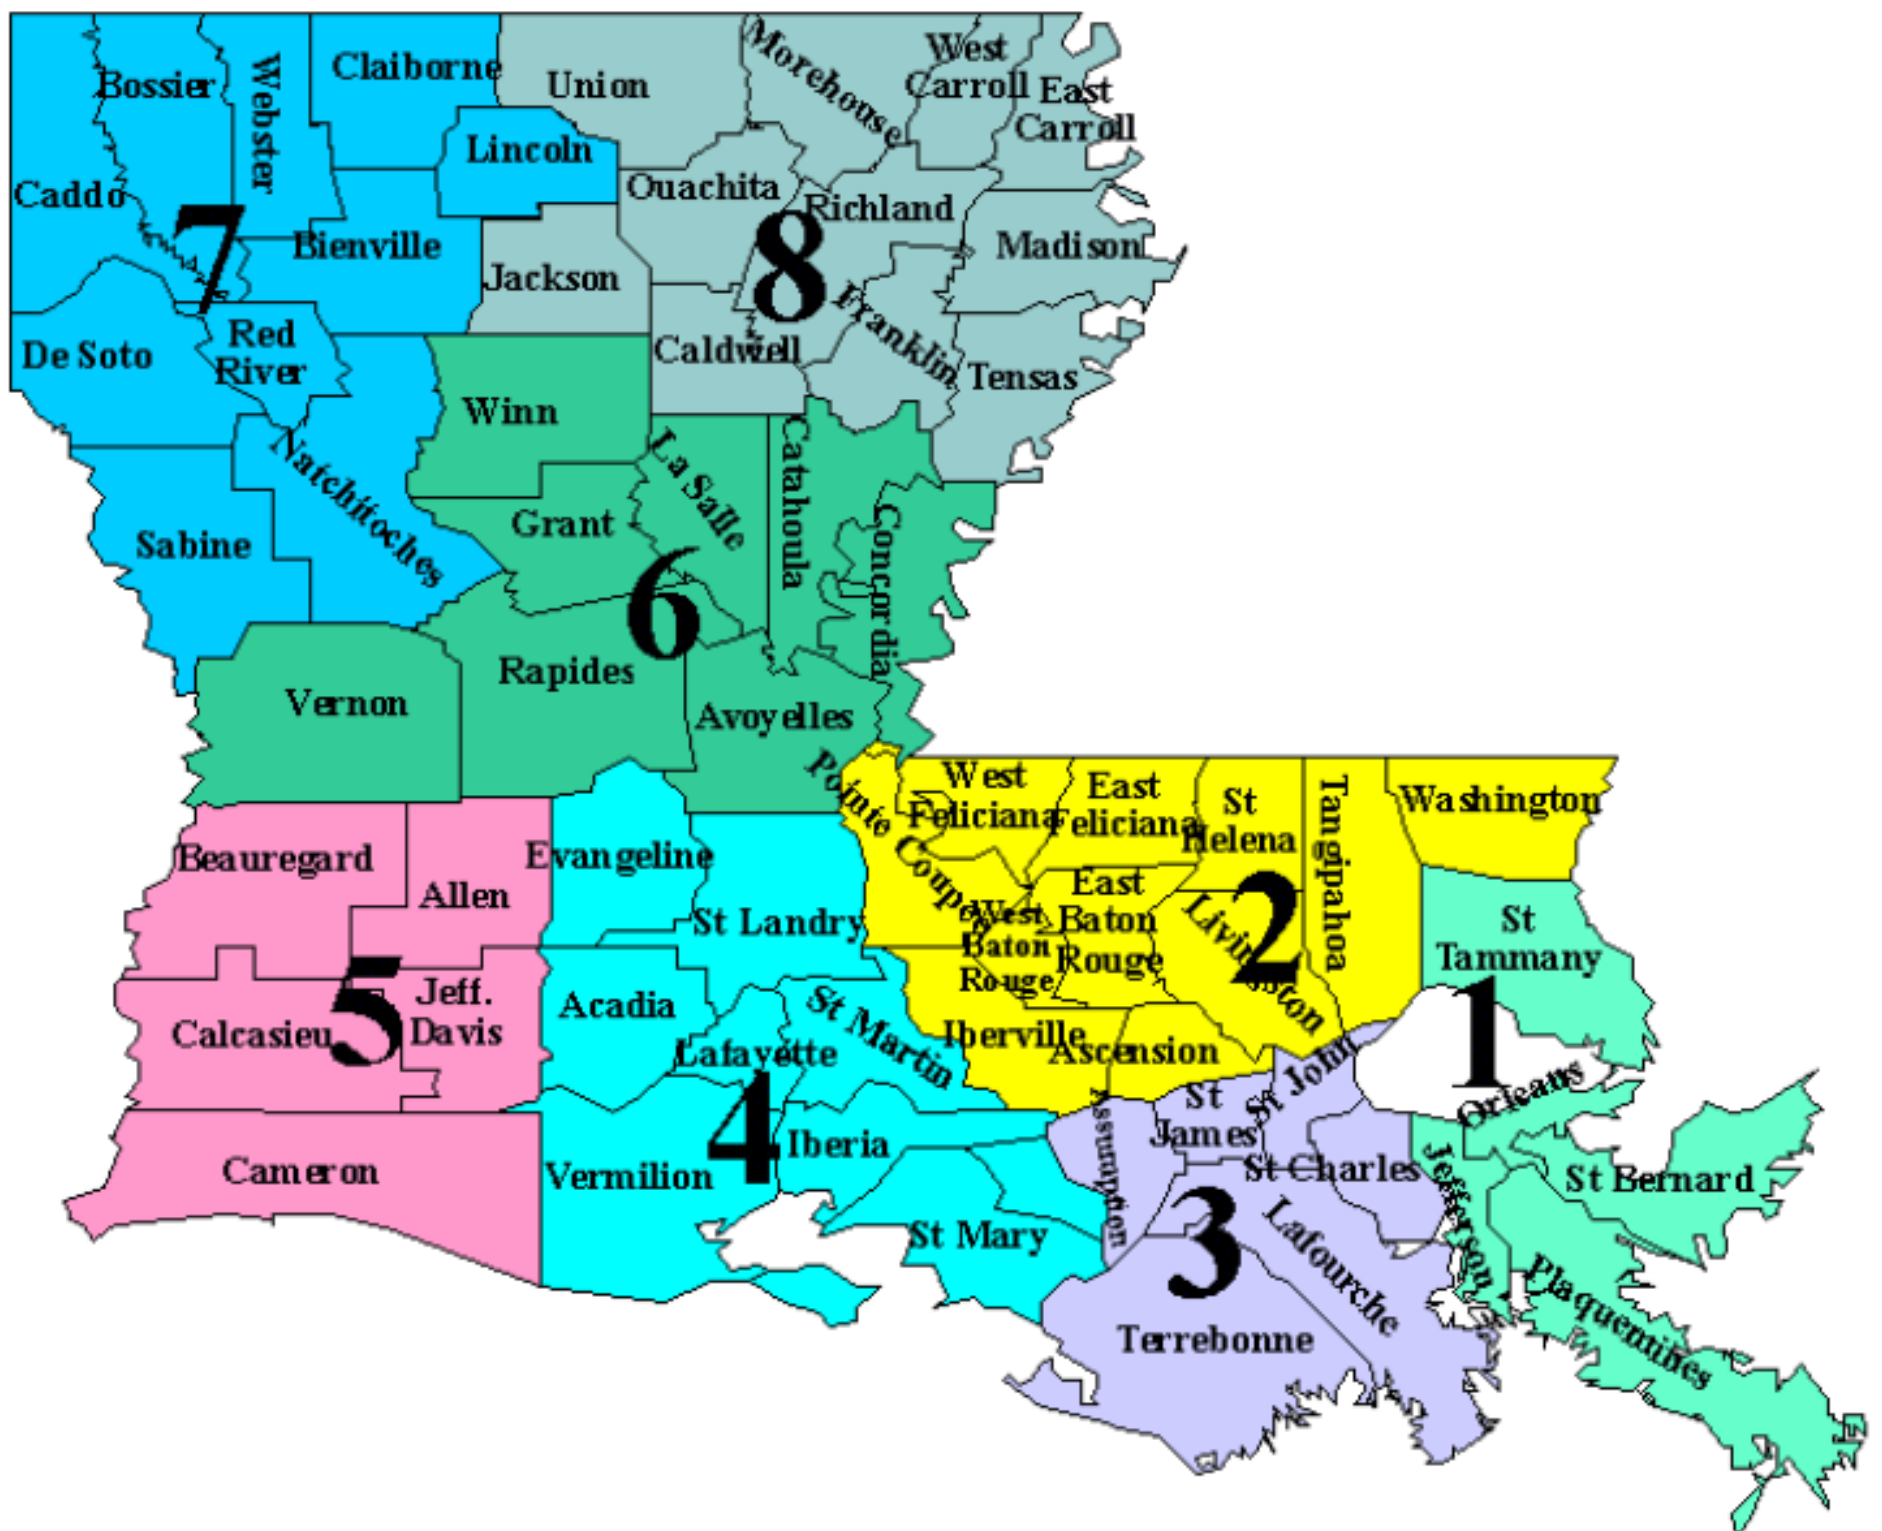 Bossier
Webster
Claiborne
Union
Morehouse
West
Carroll
East
Carroll
Caddo
Lincoln
Ouachita
Richland
7
Bienville
Jackson
8
Madison
De Soto
Red
River
Caldwell
Franklin
Tensas
Winn
Natchitoches
La Salle
Catahoula
Sabine
Grant
Concordia
6
Vernon
Rapides
Avoyelles
Pointe Coupee
West
Feliciana
East
Feliciana
St
Helena
Tangipahoa
Washington
Beauregard
Allen
Evangeline
St Landry
West
Baton
Rouge
East
Baton
Rouge
Livingston
2
St
Tammany
Calcasieu
5
Jeff.
Davis
Acadia
Lafayette
St Martin
Iberville
Ascension
1
Orleans
Cameron
Vermilion
4
Iberia
St Mary
Assumption
St
James
St John
St Charles
3
Lafourche
Terrebonne
Jefferson
St Bernard
Plaquemines